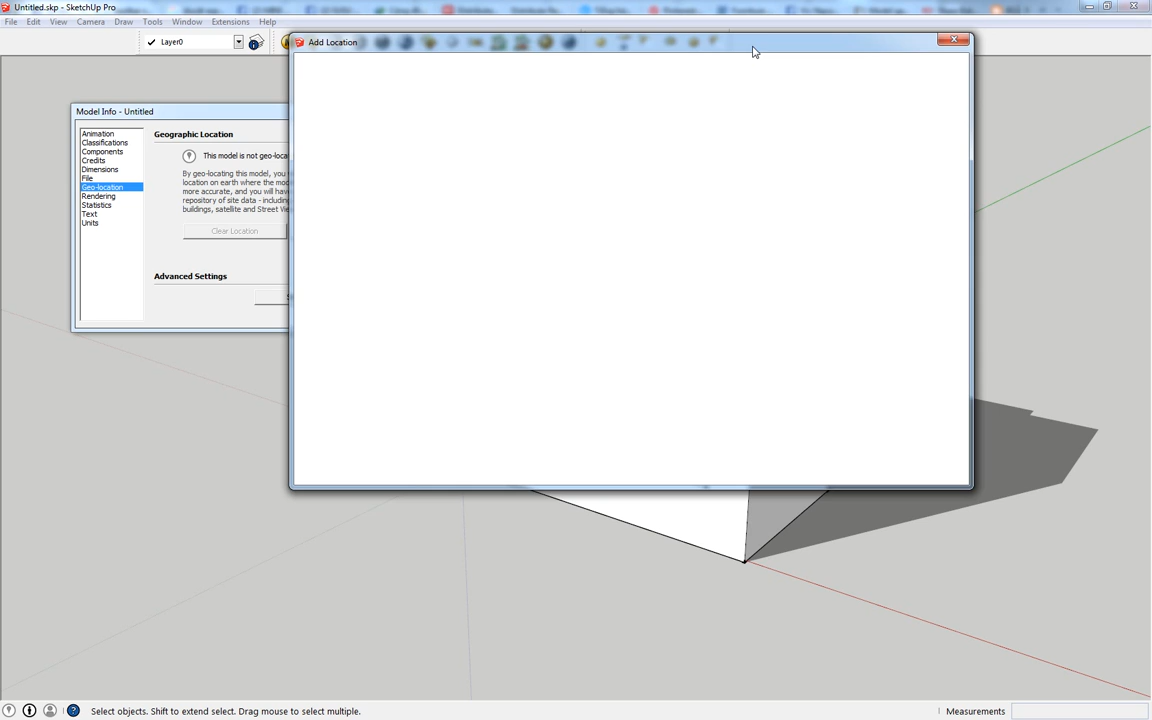 Untitled.skp - SketchUp Pro
File Edit View Camera Draw Tools Window Extensions Help
Layer0
Add Location
Model Info - Untitled
Animation
Classifications
Components
Credits
Dimensions
File
Geo-location
Rendering
Statistics
Text
Units
Geographic Location
This model is not geo-loca
By geo-locating this model, you
location on earth where the mod
more accurate, and you will have
repository of site data - including
buildings, satellite and Street Vie
Clear Location
Advanced Settings
Select objects. Shift to extend select. Drag mouse to select multiple.
Measurements